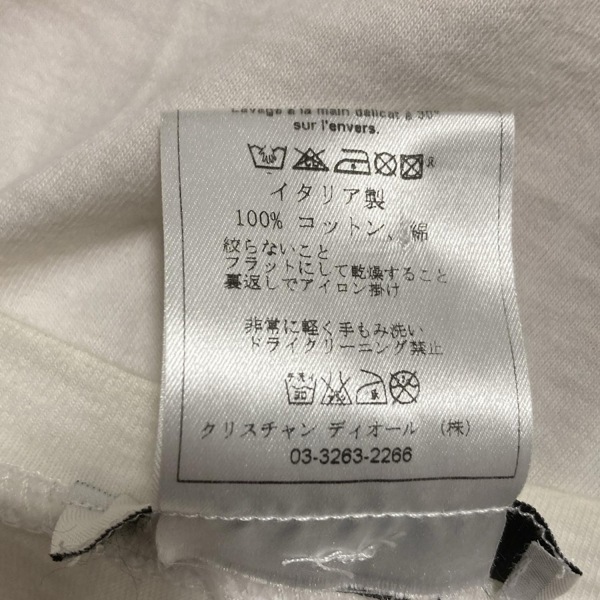 Lavage à la main délicat à 30°
sur l'envers.
イタリア製
100% コットン、綿
絞らないこと
フラットにして乾燥すること
裏返しでアイロン掛け
非常に軽く手もみ洗い
ドライクリーニング禁止
クリスチャン ディオール (株)
03-3263-2266